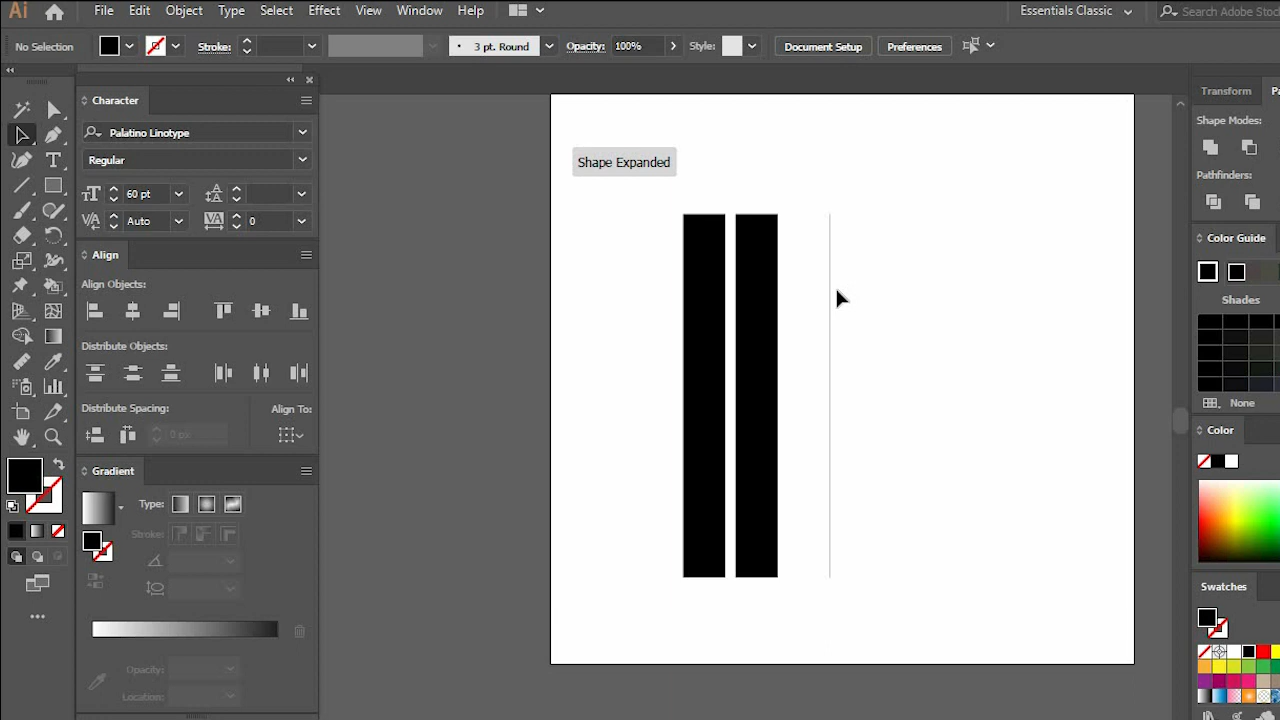 Ai File Edit Object Type Select Effect View Window Help Essentials Classic Search Adobe Stoc
No Selection Stroke: 3 pt. Round Opacity: 100% Style: Document Setup Preferences
Character
Palatino Linotype
Regular
60 pt
Auto 0
Align
Align Objects:
Distribute Objects:
Distribute Spacing: Align To:
0 px
Gradient
Type:
Stroke:
Opacity:
Location:
Shape Expanded
Transform Pa
Shape Modes:
Pathfinders:
Color Guide
Shades
None
Color
Swatches